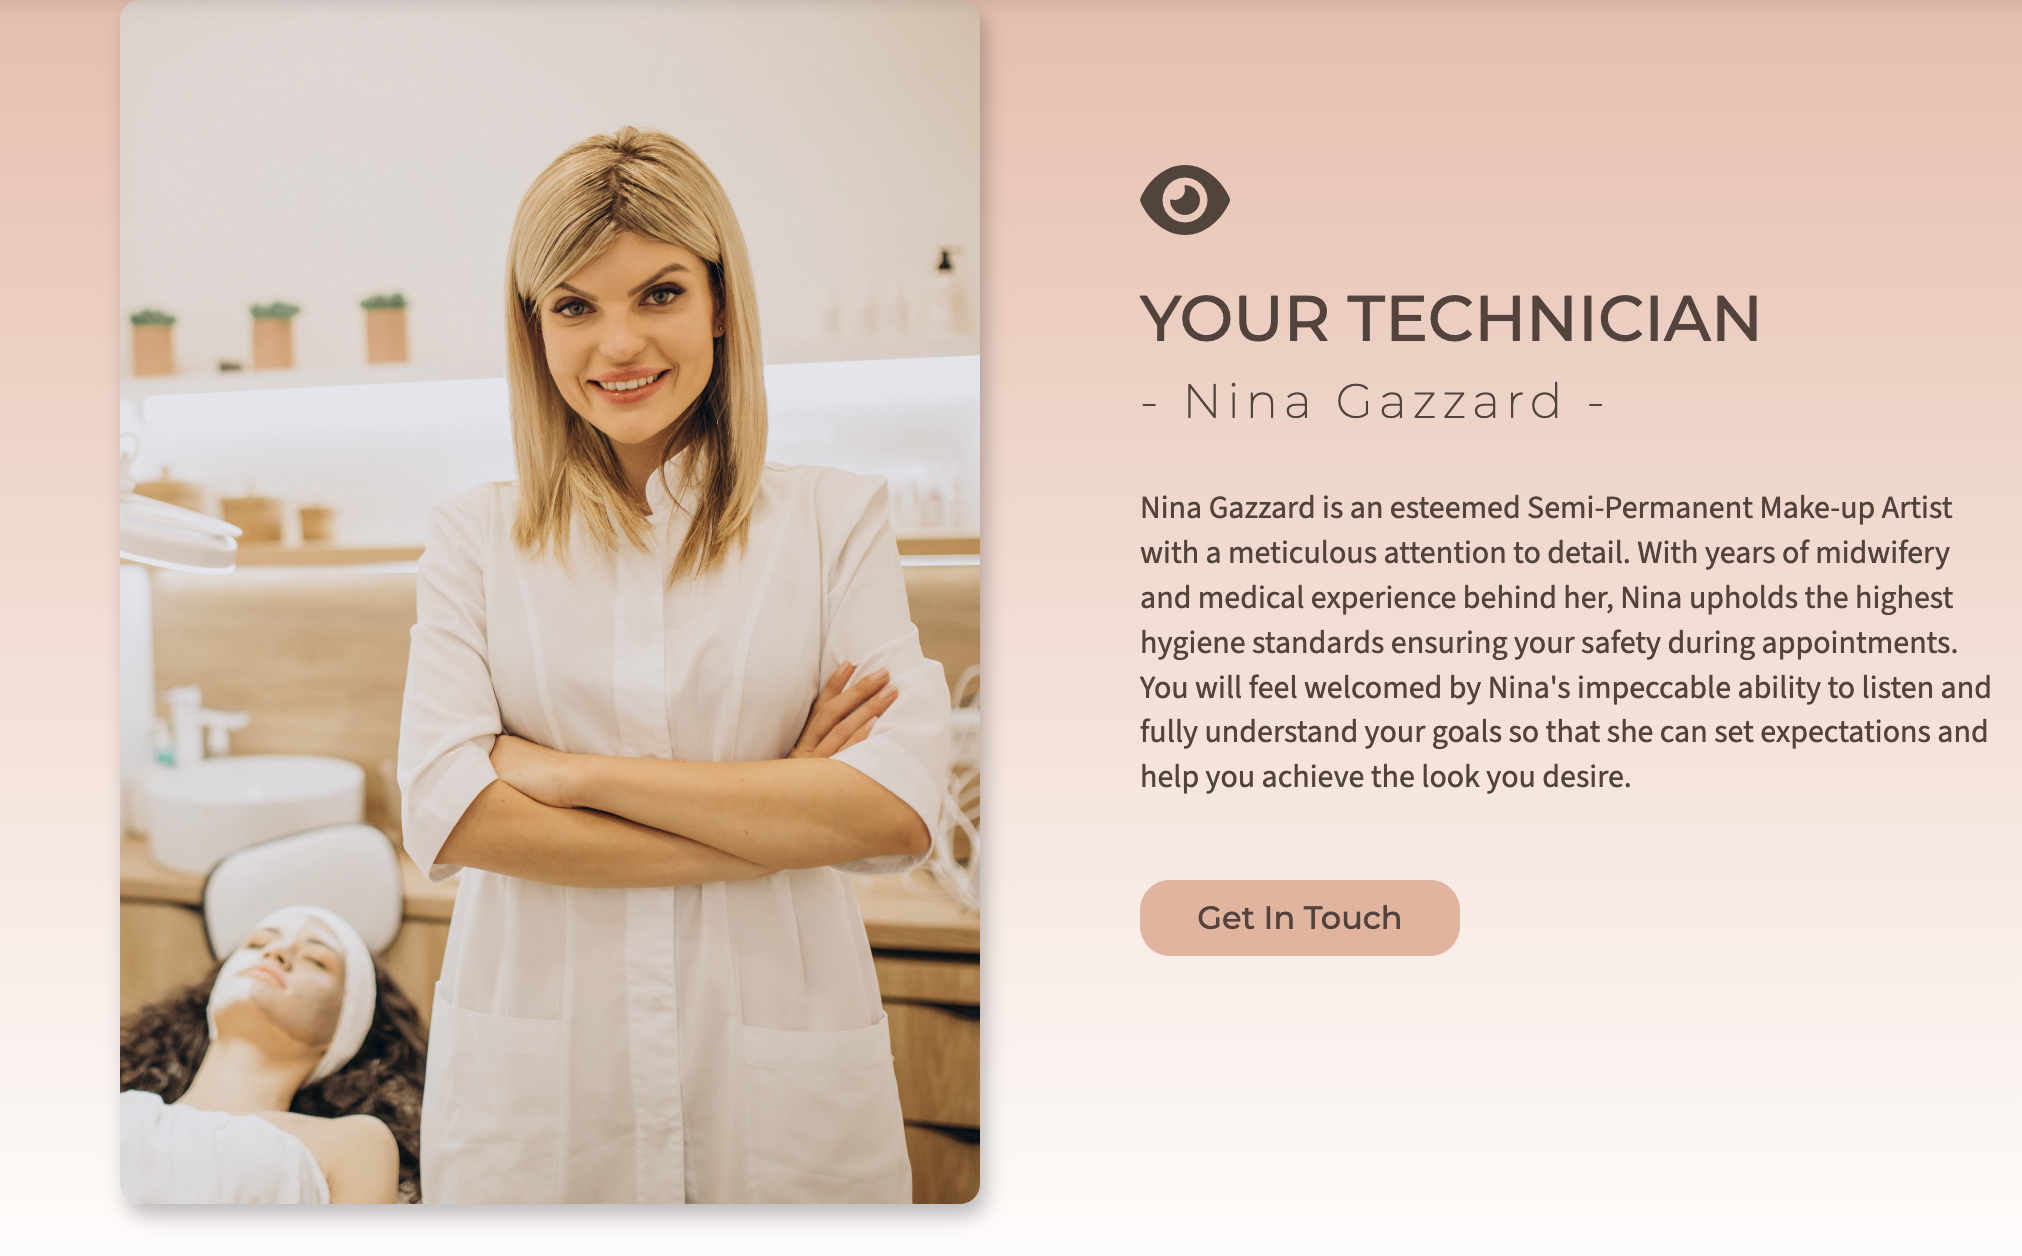 YOUR TECHNICIAN
- Nina Gazzard -
Nina Gazzard is an esteemed Semi-Permanent Make-up Artist
with a meticulous attention to detail. With years of midwifery
and medical experience behind her, Nina upholds the highest
hygiene standards ensuring your safety during appointments.
You will feel welcomed by Nina's impeccable ability to listen and
fully understand your goals so that she can set expectations and
help you achieve the look you desire.
Get In Touch